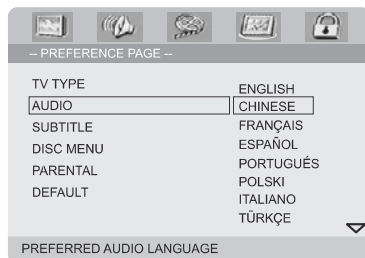 -- PREFERENCE PAGE --
TV TYPE
AUDIO
SUBTITLE
DISC MENU
PARENTAL
DEFAULT
ENGLISH
CHINESE
FRANÇAIS
ESPAÑOL
PORTUGUÉS
POLSKI
ITALIANO
TÜRKÇE
PREFERRED AUDIO LANGUAGE